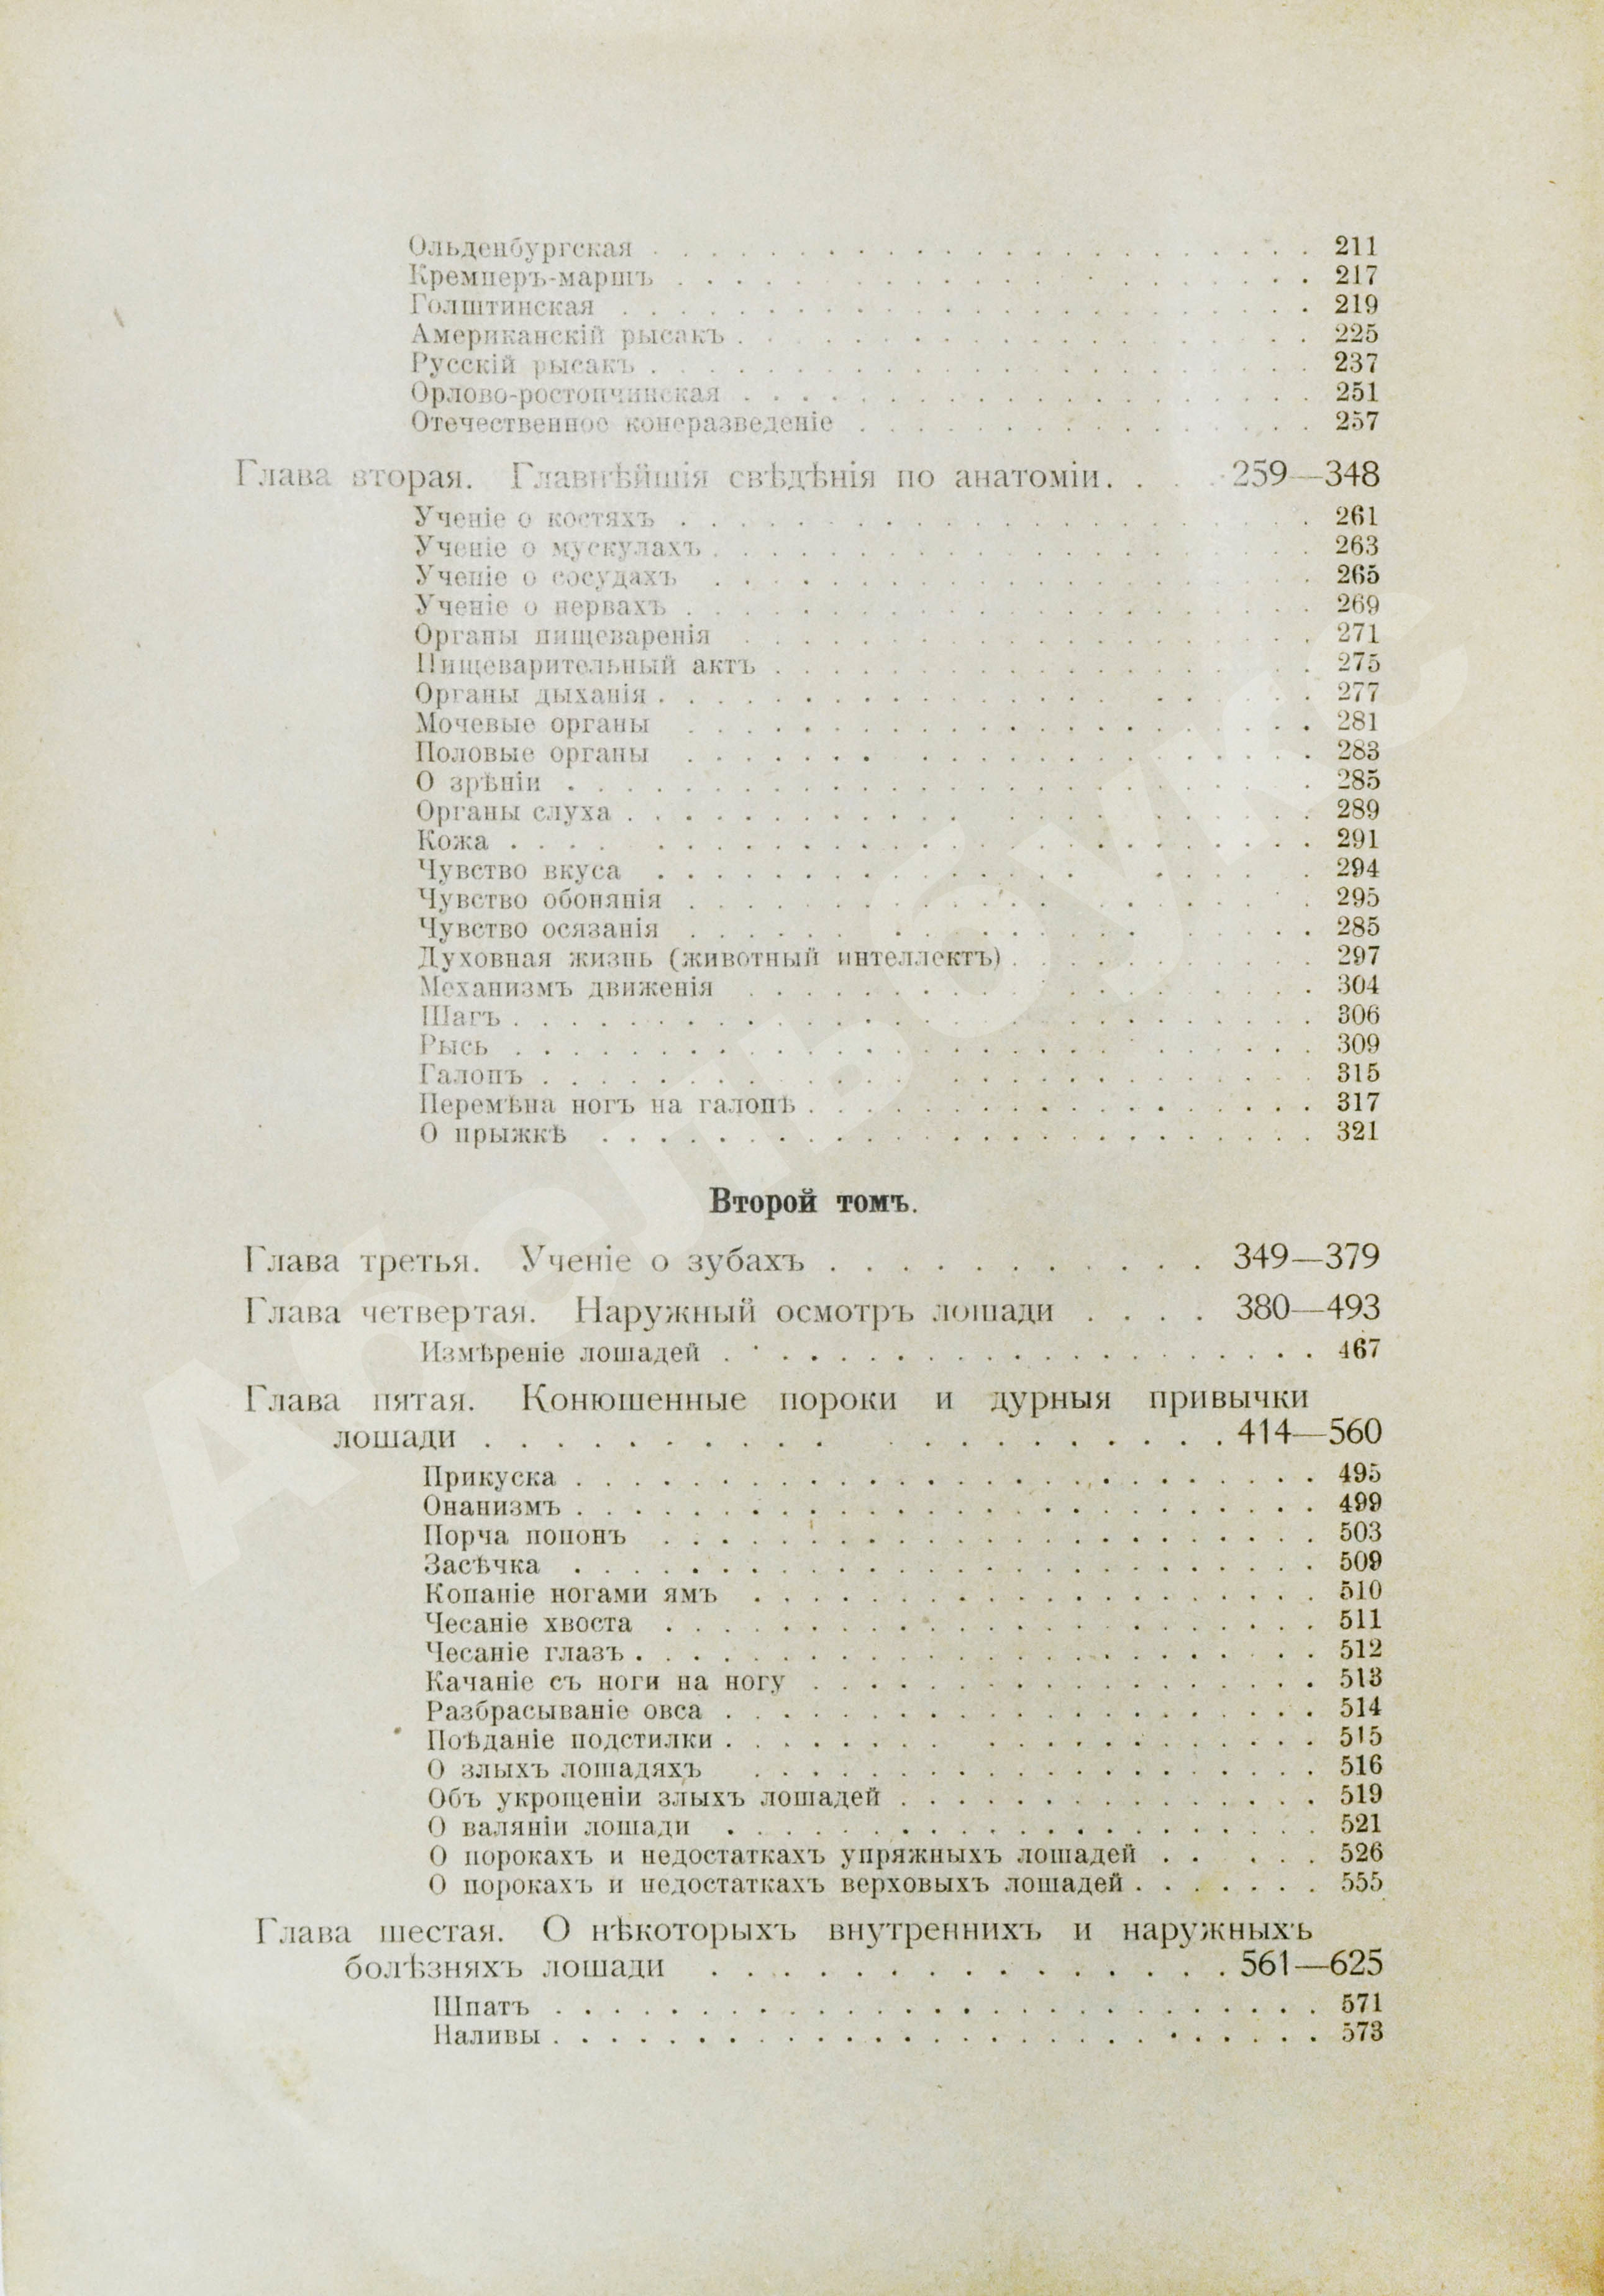 Ольденбургская . . . . . . . . . . . . . . . . . . . . 211
Кремперъ-маршъ . . . . . . . . . . . . . . . . . . . . 217
Голштинская . . . . . . . . . . . . . . . . . . . . 219
Американскій рысакъ . . . . . . . . . . . . . . . . . . . . 225
Русскій рысакъ . . . . . . . . . . . . . . . . . . . . 237
Орлово-ростопчинская . . . . . . . . . . . . . . . . . . . . 251
Отечественное конеразведеніе . . . . . . . . . . . . . . . . 257
Глава вторая. Главнѣйшія свѣдѣнія по анатоміи. . . . 259—348
Ученіе о костяхъ . . . . . . . . . . . . . . . . . . . . 261
Ученіе о мускулахъ . . . . . . . . . . . . . . . . . . . . 263
Ученіе о сосудахъ . . . . . . . . . . . . . . . . . . . . 265
Ученіе о нервахъ . . . . . . . . . . . . . . . . . . . . 269
Органы пищеваренія . . . . . . . . . . . . . . . . . . . . 271
Пищеварительный актъ . . . . . . . . . . . . . . . . . . . 275
Органы дыханія . . . . . . . . . . . . . . . . . . . . 277
Мочевые органы . . . . . . . . . . . . . . . . . . . . 281
Половые органы . . . . . . . . . . . . . . . . . . . . 283
О зрѣніи . . . . . . . . . . . . . . . . . . . . 285
Органы слуха . . . . . . . . . . . . . . . . . . . . 289
Кожа . . . . . . . . . . . . . . . . . . . . 291
Чувство вкуса . . . . . . . . . . . . . . . . . . . . 294
Чувство обонянія . . . . . . . . . . . . . . . . . . . . 295
Чувство осязанія . . . . . . . . . . . . . . . . . . . . 285
Духовная жизнь (животный интеллектъ) . . . . . . . . . . . 297
Механизмъ движенія . . . . . . . . . . . . . . . . . . . . 304
Шагъ . . . . . . . . . . . . . . . . . . . . 306
Рысь . . . . . . . . . . . . . . . . . . . . 309
Галопъ . . . . . . . . . . . . . . . . . . . . 315
Перемѣна ногъ на галопѣ . . . . . . . . . . . . . . . . . . 317
О прыжкѣ . . . . . . . . . . . . . . . . . . . . 321
Второй томъ.
Глава третья. Ученіе о зубахъ . . . . . . . . . . . 349—379
Глава четвертая. Наружный осмотръ лошади . . . . 380—493
Измѣреніе лошадей . . . . . . . . . . . . . . . . . . . . 467
Глава пятая. Конюшенные пороки и дурныя привычки
лошади . . . . . . . . . . . . . . . . . . . . 414—560
Прикуска . . . . . . . . . . . . . . . . . . . . 495
Онанизмъ . . . . . . . . . . . . . . . . . . . . 499
Порча попонъ . . . . . . . . . . . . . . . . . . . . 503
Засѣчка . . . . . . . . . . . . . . . . . . . . 509
Копаніе ногами ямъ . . . . . . . . . . . . . . . . . . . . 510
Чесаніе хвоста . . . . . . . . . . . . . . . . . . . . 511
Чесаніе глазъ . . . . . . . . . . . . . . . . . . . . 512
Качаніе съ ноги на ногу . . . . . . . . . . . . . . . . . . 513
Разбрасываніе овса . . . . . . . . . . . . . . . . . . . . 514
Поѣданіе подстилки . . . . . . . . . . . . . . . . . . . . 515
О злыхъ лошадяхъ . . . . . . . . . . . . . . . . . . . . 516
Объ укрощеніи злыхъ лошадей . . . . . . . . . . . . . . . 519
О валяніи лошади . . . . . . . . . . . . . . . . . . . . 521
О порокахъ и недостаткахъ упряжныхъ лошадей . . . . . 526
О порокахъ и недостаткахъ верховыхъ лошадей . . . . . . . 555
Глава шестая. О нѣкоторыхъ внутреннихъ и наружныхъ
болѣзняхъ лошади . . . . . . . . . . . . . . . 561—625
Шпатъ . . . . . . . . . . . . . . . . . . . . 571
Наливы . . . . . . . . . . . . . . . . . . . . 573